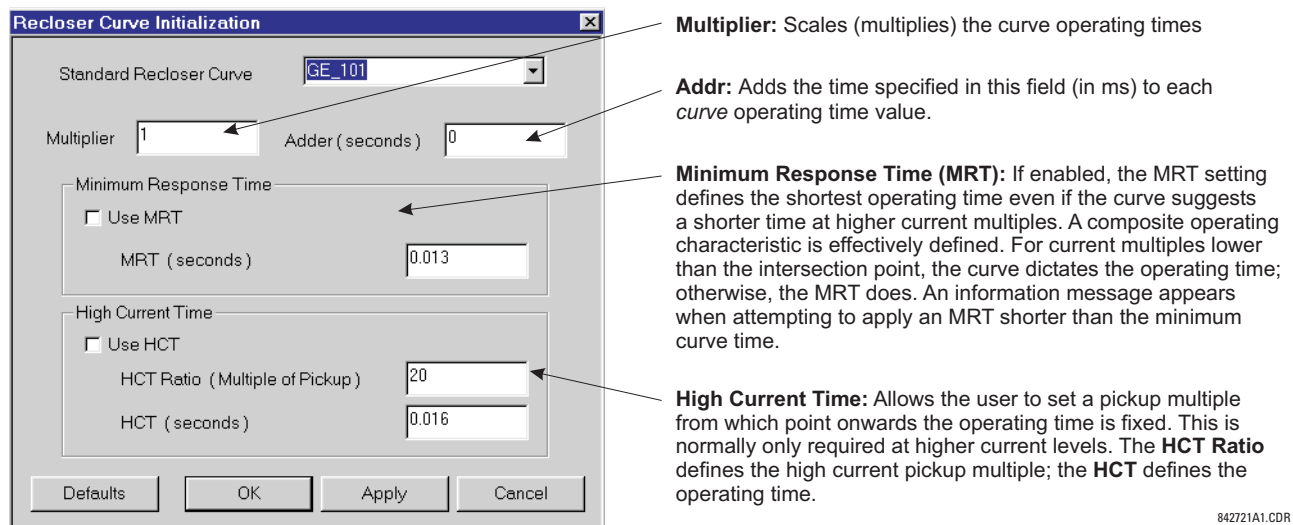 Recloser Curve Initialization
Standard Recloser Curve GE_101
Multiplier 1 Adder ( seconds ) 0
Minimum Response Time
Use MRT
MRT ( seconds ) 0.013
High Current Time
Use HCT
HCT Ratio ( Multiple of Pickup ) 20
HCT ( seconds ) 0.016
Defaults OK Apply Cancel
Multiplier: Scales (multiplies) the curve operating times
Addr: Adds the time specified in this field (in ms) to each
curve operating time value.
Minimum Response Time (MRT): If enabled, the MRT setting
defines the shortest operating time even if the curve suggests
a shorter time at higher current multiples. A composite operating
characteristic is effectively defined. For current multiples lower
than the intersection point, the curve dictates the operating time;
otherwise, the MRT does. An information message appears
when attempting to apply an MRT shorter than the minimum
curve time.
High Current Time: Allows the user to set a pickup multiple
from which point onwards the operating time is fixed. This is
normally only required at higher current levels. The HCT Ratio
defines the high current pickup multiple; the HCT defines the
operating time.
842721A1.CDR